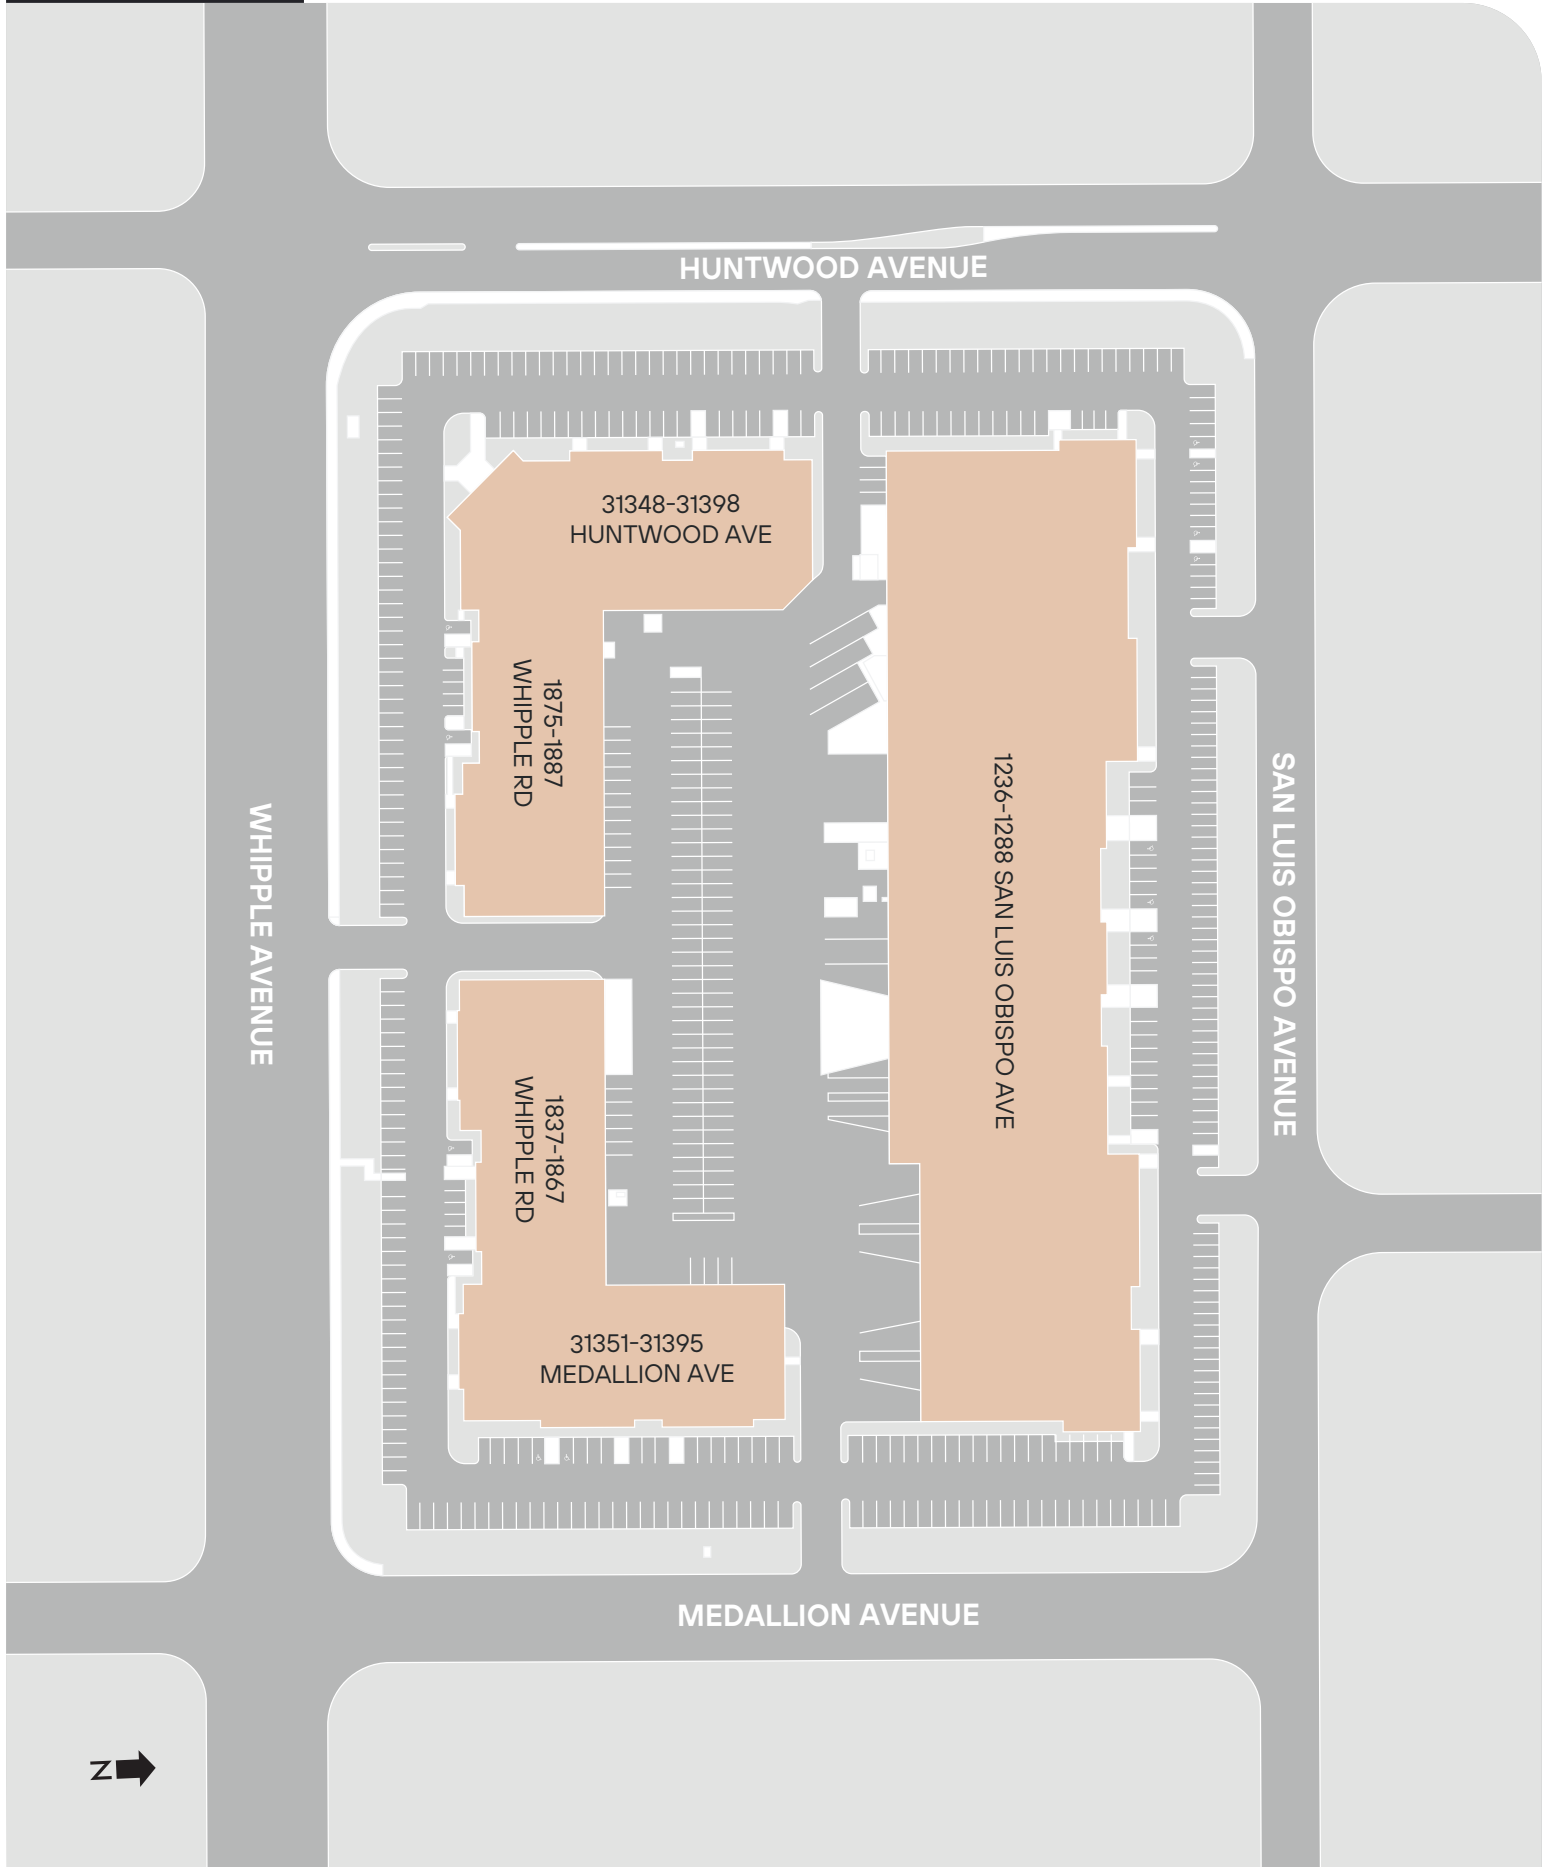 HUNTWOOD AVENUE
31348-31398
HUNTWOOD AVE
1875-1887
WHIPPLE RD
1236-1288 SAN LUIS OBISPO AVE
SAN LUIS OBISPO AVENUE
WHIPPLE AVENUE
1837-1867
WHIPPLE RD
31351-31395
MEDALLION AVE
MEDALLION AVENUE
N